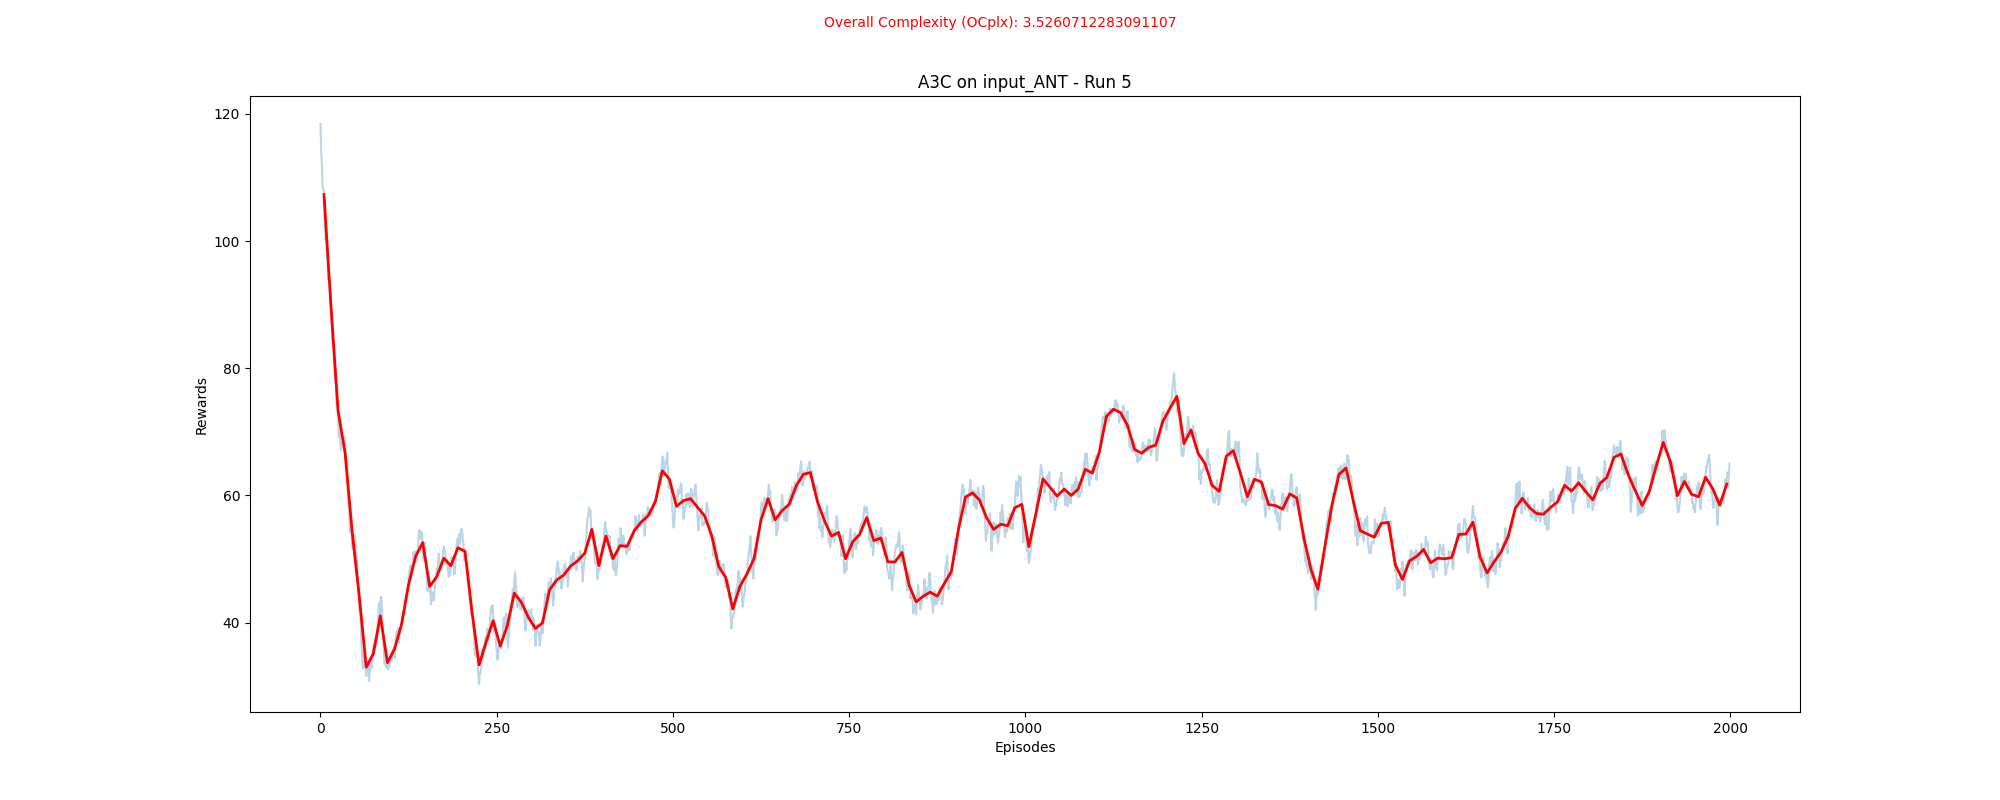 Overall Complexity (OCplx): 3.5260712283091107
A3C on input_ANT - Run 5
120
100
80
60
40
Rewards
0 250 500 750 1000 1250 1500 1750 2000
Episodes